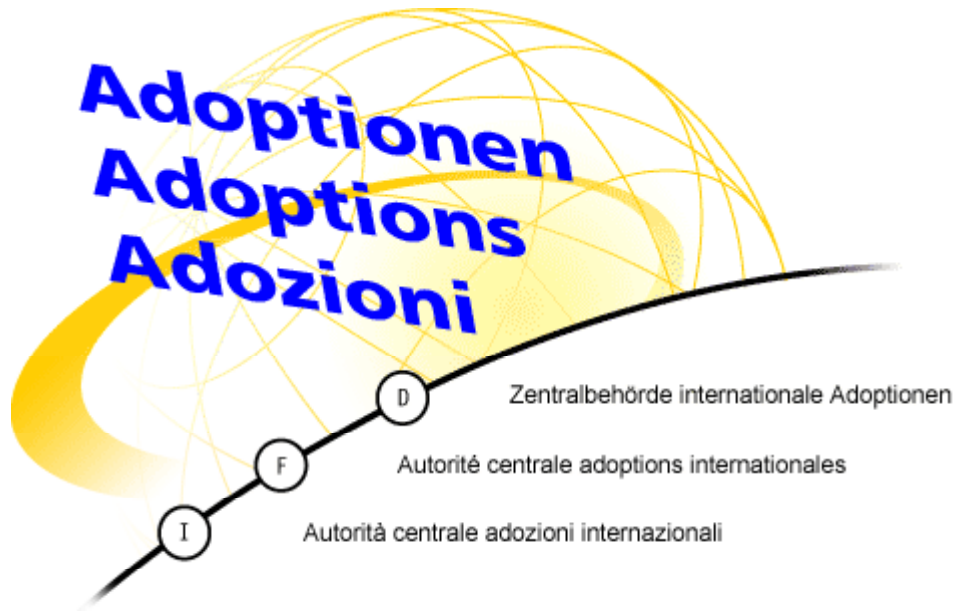 Adoptionen
Adoptions
Adozioni
D Zentralbehörde internationale Adoptionen
F Autorité centrale adoptions internationales
I Autorità centrale adozioni internazionali